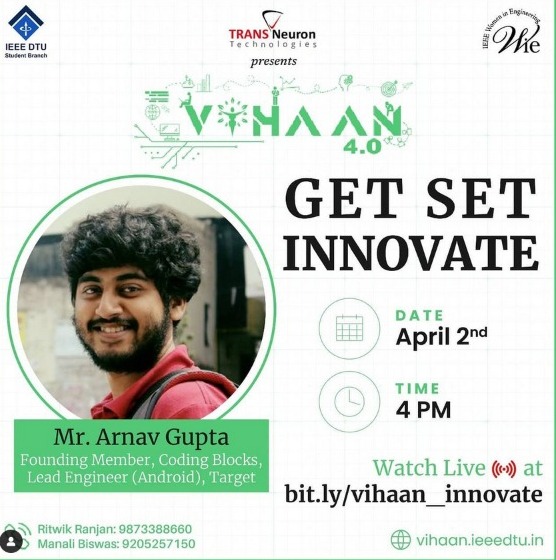 IEEE DTU
Student Branch
TRANS Neuron
Technologies
IEEE Women in Engineering
Wie
presents
VIHAAN
4.0
GET SET
INNOVATE
DATE
April 2nd
TIME
4 PM
Mr. Arnav Gupta
Founding Member, Coding Blocks,
Lead Engineer (Android), Target
Watch Live at
bit.ly/vihaan_innovate
Ritwik Ranjan: 9873388660
Manali Biswas: 9205257150
vihaan.ieeedtu.in